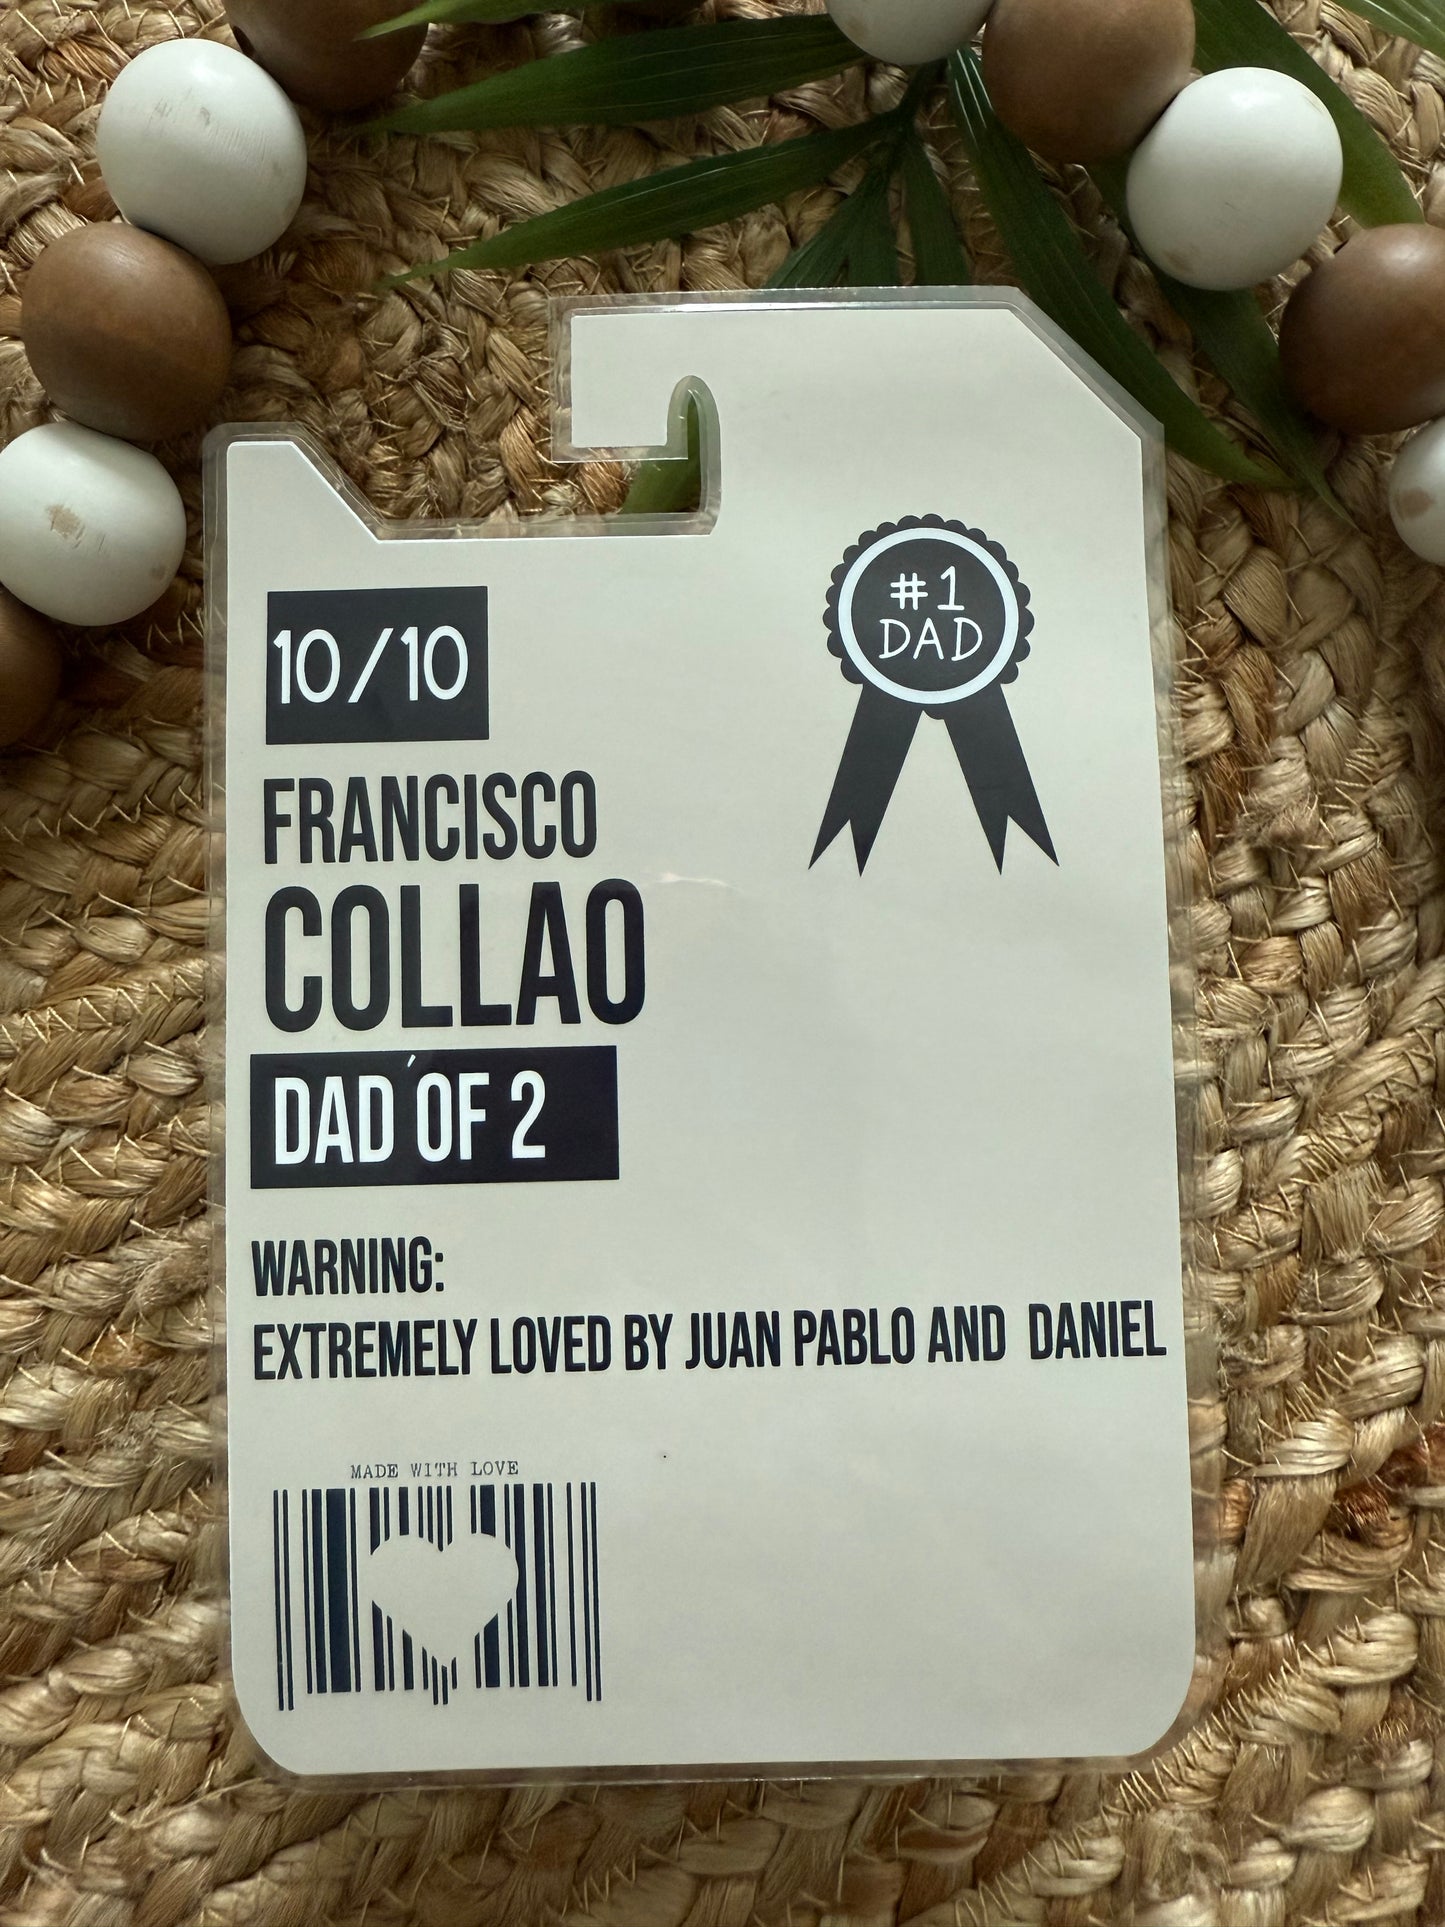 #1
DAD
10/10
FRANCISCO
COLLAO
DAD ́OF 2
WARNING:
EXTREMELY LOVED BY JUAN PABLO AND DANIEL
MADE WITH LOVE